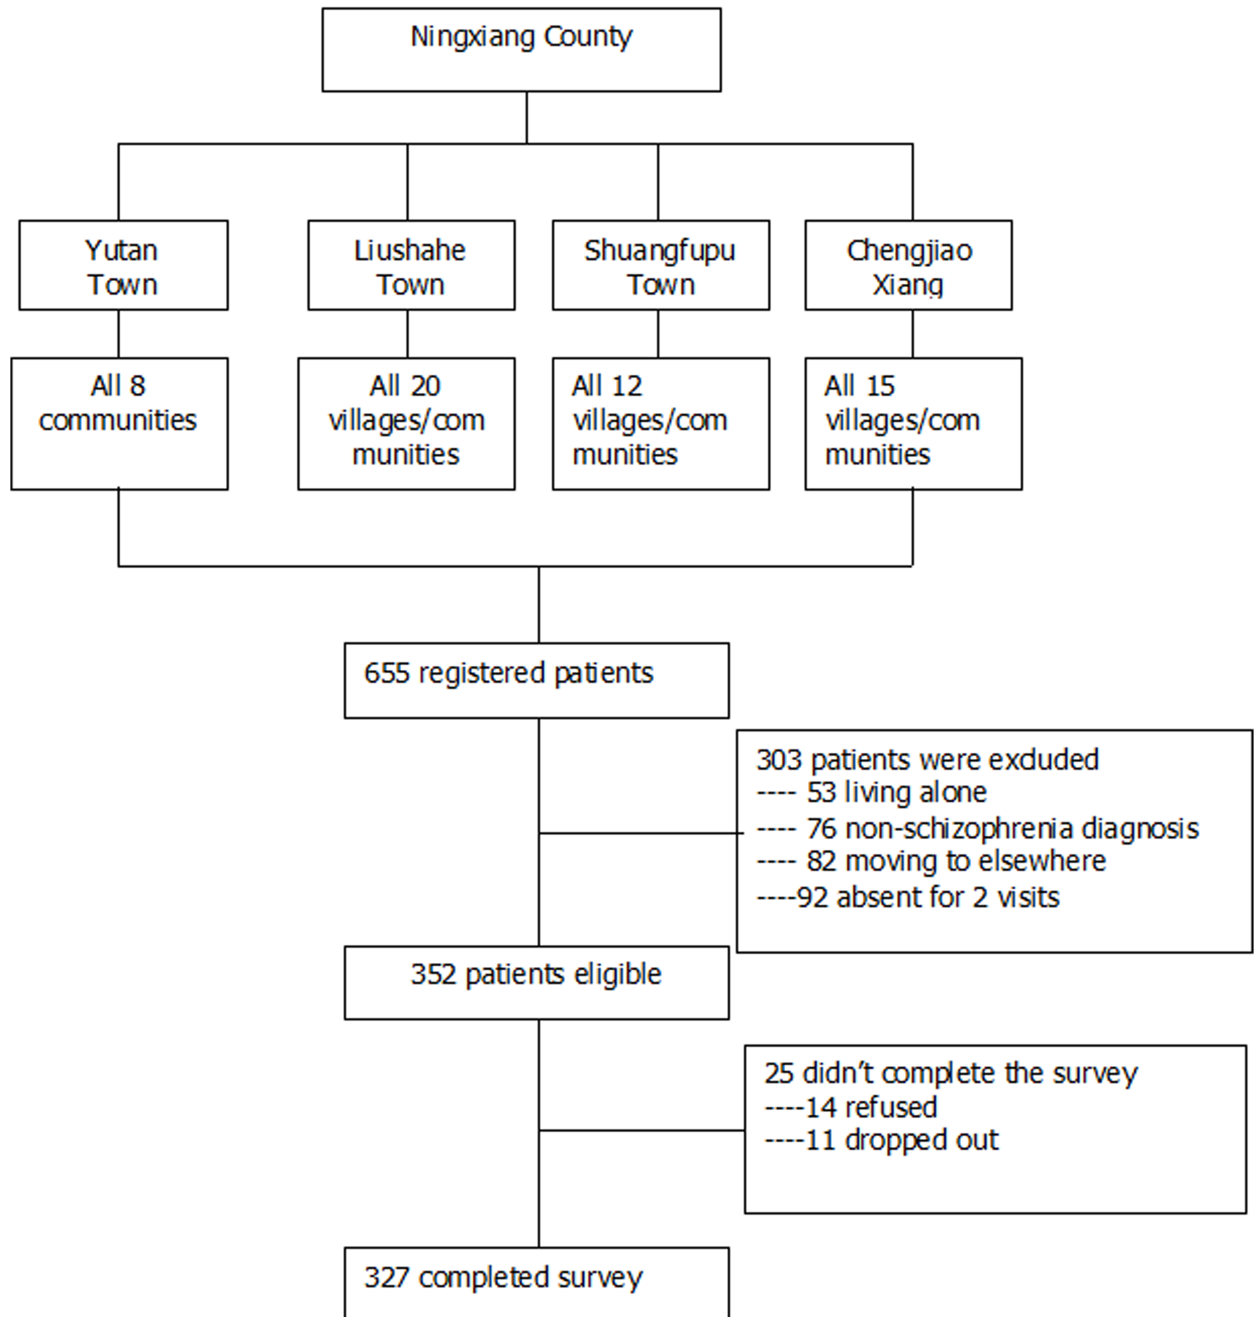 Ningxiang County
Yutan
Town
Liushahe
Town
Shuangfupu
Town
Chengjiao
Xiang
All 8
communities
All 20
villages/com
munities
All 12
villages/com
munities
All 15
villages/com
munities
655 registered patients
303 patients were excluded
---- 53 living alone
---- 76 non-schizophrenia diagnosis
---- 82 moving to elsewhere
----92 absent for 2 visits
352 patients eligible
25 didn’t complete the survey
----14 refused
----11 dropped out
327 completed survey